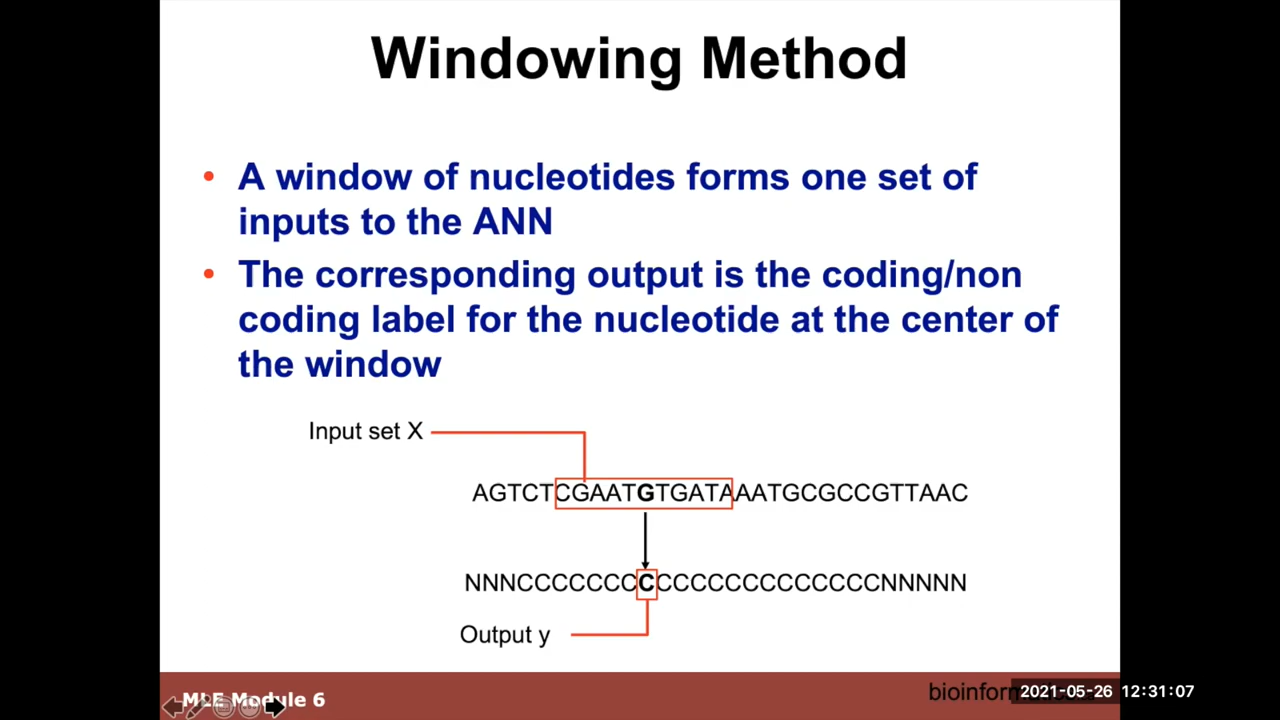 Windowing Method
• A window of nucleotides forms one set of
inputs to the ANN
• The corresponding output is the coding/non
coding label for the nucleotide at the center of
the window
Input set X
AGTCTCGAATGTGATAAATGCGCCGTTAAC
NNNCCCCCCCCCCCCCCCCCCCCCNNNNN
Output y
MLE Module 6
2021-05-26 12:31:07